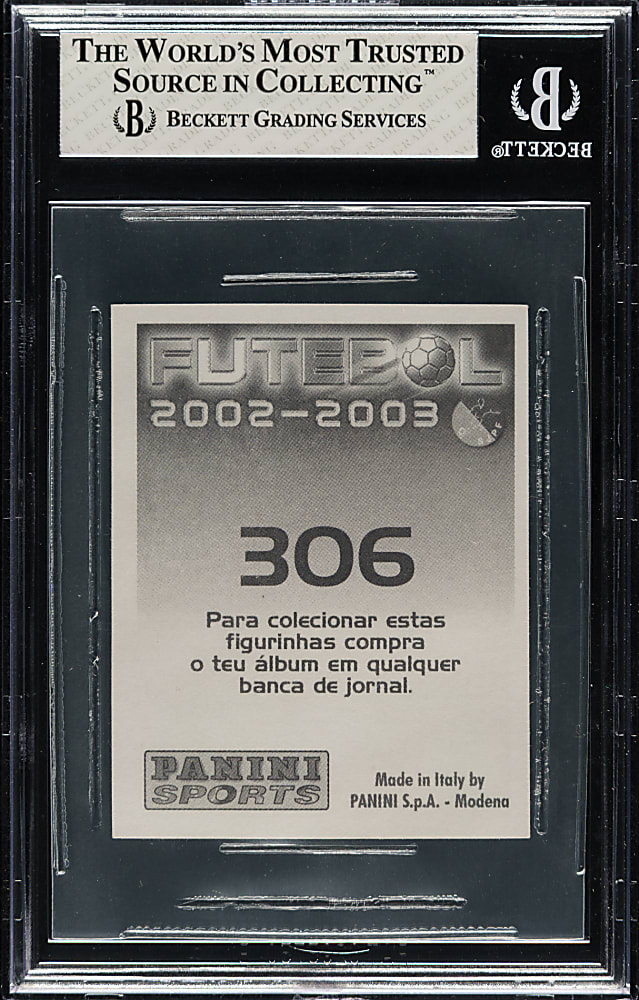 THE WORLD'S MOST TRUSTED
SOURCE IN COLLECTING™
B BECKETT GRADING SERVICES
B
BECKETT®
FUTEBOL
2002-2003
306
Para colecionar estas
figurinhas compra
o teu álbum em qualquer
banca de jornal.
PANINI
SPORTS
Made in Italy by
PANINI S.p.A. - Modena